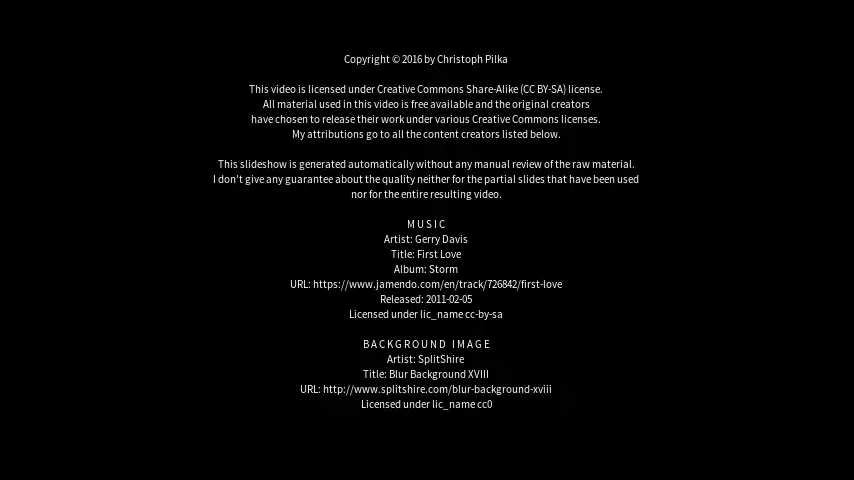 Copyright © 2016 by Christoph Pilka
This video is licensed under Creative Commons Share-Alike (CC BY-SA) license.
All material used in this video is free available and the original creators
have chosen to release their work under various Creative Commons licenses.
My attributions go to all the content creators listed below.
This slideshow is generated automatically without any manual review of the raw material.
I don't give any guarantee about the quality neither for the partial slides that have been used
nor for the entire resulting video.
M U S I C
Artist: Gerry Davis
Title: First Love
Album: Storm
URL: https://www.jamendo.com/en/track/726842/first-love
Released: 2011-02-05
Licensed under lic_name cc-by-sa
B A C K G R O U N D   I M A G E
Artist: SplitShire
Title: Blur Background XVIII
URL: http://www.splitshire.com/blur-background-xviii
Licensed under lic_name cc0